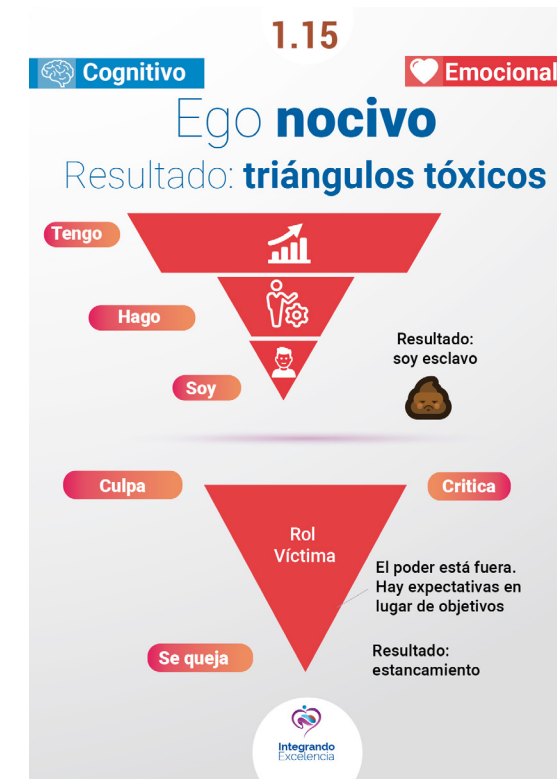 1.15
Cognitivo
Emocional
Ego nocivo
Resultado: triángulos tóxicos
Tengo
Hago
Soy
Resultado:
soy esclavo
Culpa
Critica
Rol
Víctima
El poder está fuera.
Hay expectativas en
lugar de objetivos
Se queja
Resultado:
estancamiento
Integrando
Excelencia